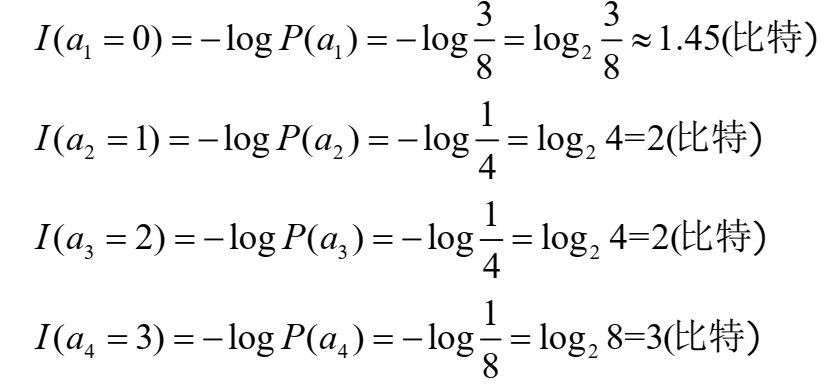 I(a₁ = 0) = −log P(a₁) = −log 3/8 = log₂ 3/8 ≈ 1.45(比特)
I(a₂ = 1) = −log P(a₂) = −log 1/4 = log₂ 4=2(比特)
I(a₃ = 2) = −log P(a₃) = −log 1/4 = log₂ 4=2(比特)
I(a₄ = 3) = −log P(a₄) = −log 1/8 = log₂ 8=3(比特)